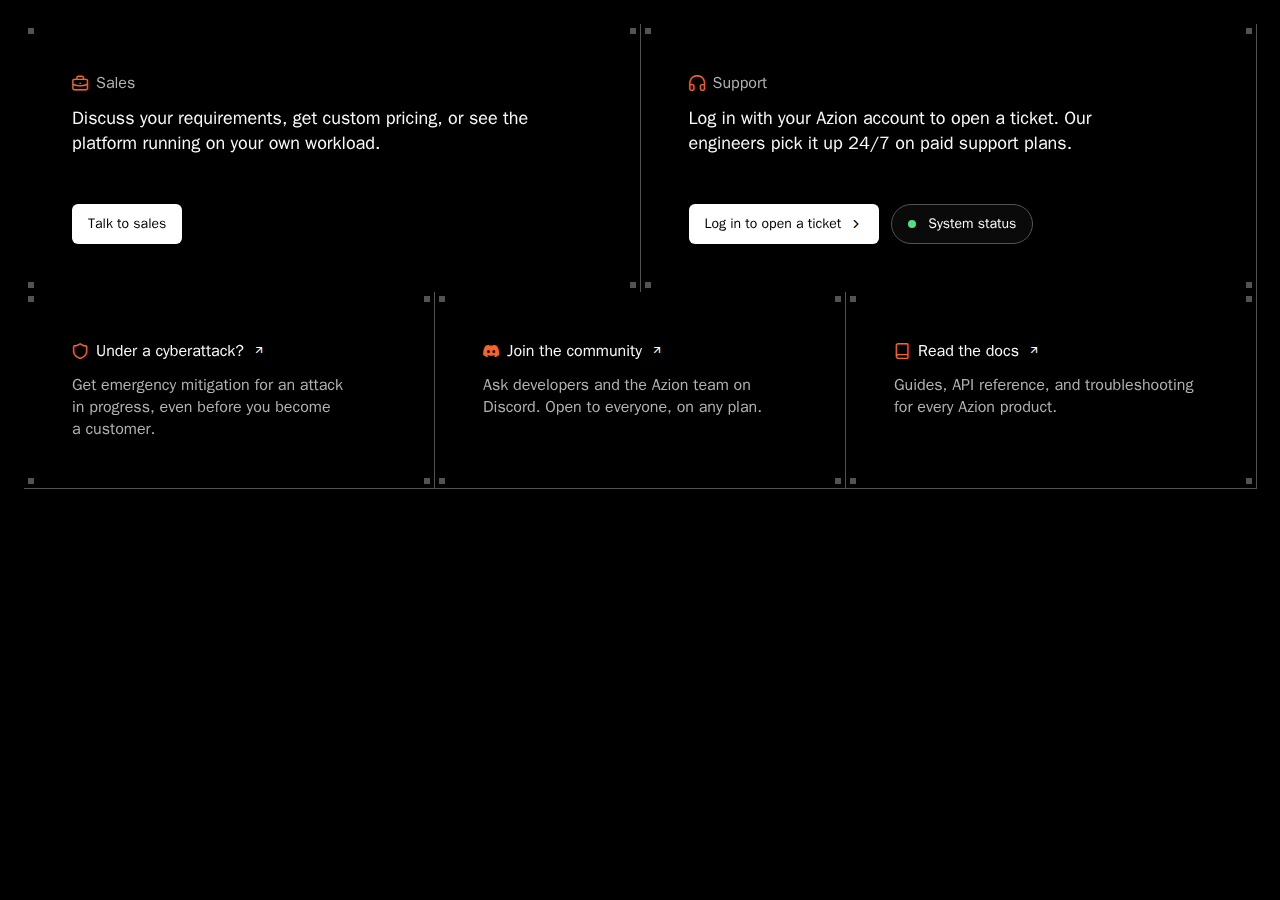 Sales
Discuss your requirements, get custom pricing, or see the
platform running on your own workload.
Talk to sales
Support
Log in with your Azion account to open a ticket. Our
engineers pick it up 24/7 on paid support plans.
Log in to open a ticket
System status
Under a cyberattack?
Get emergency mitigation for an attack
in progress, even before you become
a customer.
Join the community
Ask developers and the Azion team on
Discord. Open to everyone, on any plan.
Read the docs
Guides, API reference, and troubleshooting
for every Azion product.